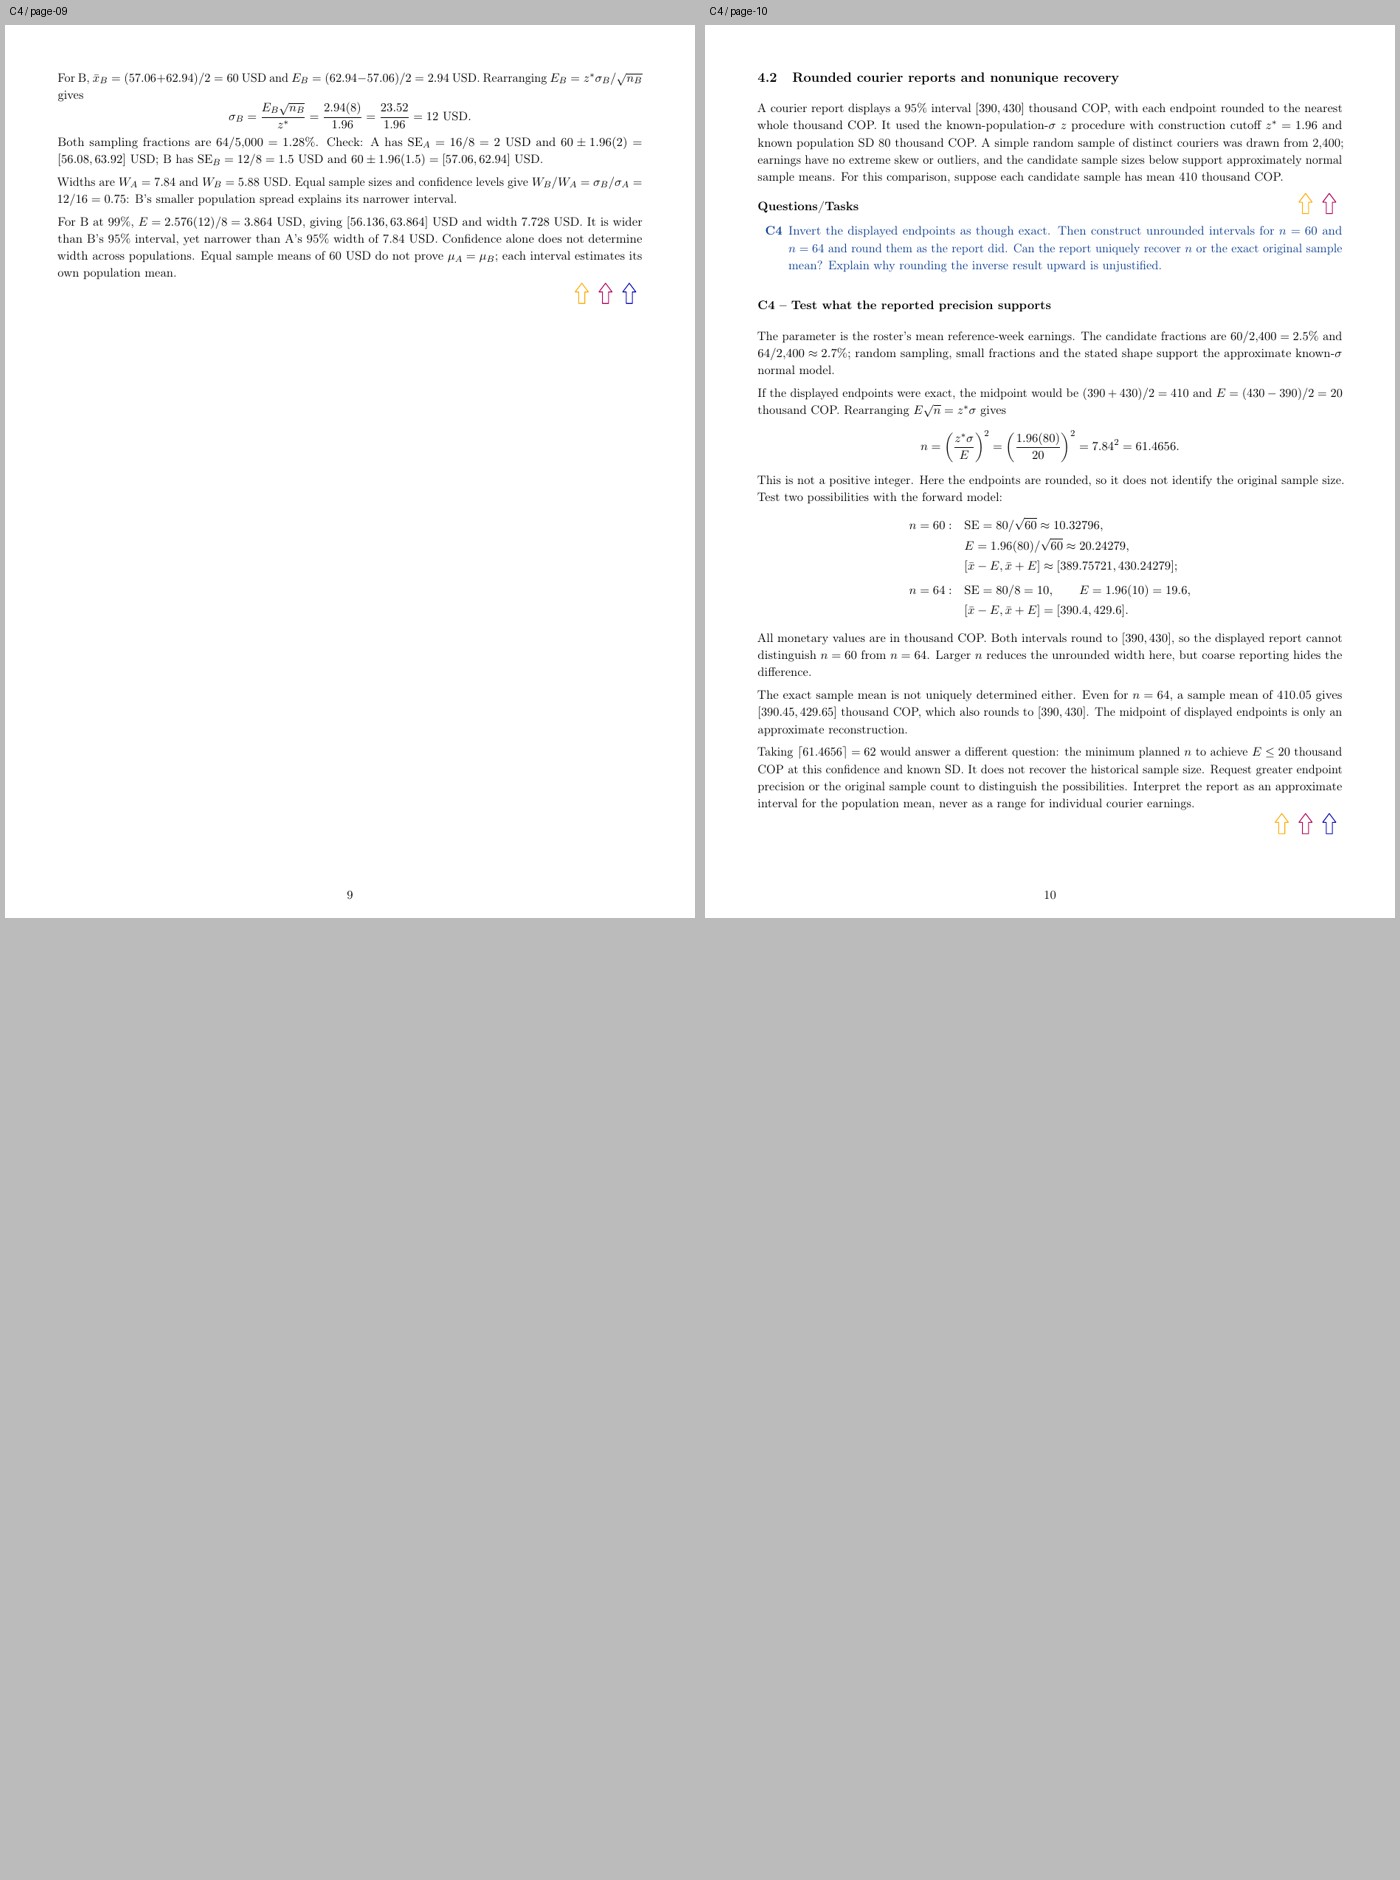 C4 / page-09
For B, x̄_B = (57.06+62.94)/2 = 60 USD and E_B = (62.94−57.06)/2 = 2.94 USD. Rearranging E_B = z*σ_B/√n_B
gives
σ_B = E_B√n_B / z* = 2.94(8) / 1.96 = 23.52 / 1.96 = 12 USD.
Both sampling fractions are 64/5,000 = 1.28%. Check: A has SE_A = 16/8 = 2 USD and 60 ± 1.96(2) =
[56.08, 63.92] USD; B has SE_B = 12/8 = 1.5 USD and 60 ± 1.96(1.5) = [57.06, 62.94] USD.
Widths are W_A = 7.84 and W_B = 5.88 USD. Equal sample sizes and confidence levels give W_B/W_A = σ_B/σ_A =
12/16 = 0.75: B's smaller population spread explains its narrower interval.
For B at 99%, E = 2.576(12)/8 = 3.864 USD, giving [56.136, 63.864] USD and width 7.728 USD. It is wider
than B's 95% interval, yet narrower than A's 95% width of 7.84 USD. Confidence alone does not determine
width across populations. Equal sample means of 60 USD do not prove μ_A = μ_B; each interval estimates its
own population mean.
9
C4 / page-10
4.2 Rounded courier reports and nonunique recovery
A courier report displays a 95% interval [390, 430] thousand COP, with each endpoint rounded to the nearest
whole thousand COP. It used the known-population-σ z procedure with construction cutoff z* = 1.96 and
known population SD 80 thousand COP. A simple random sample of distinct couriers was drawn from 2,400;
earnings have no extreme skew or outliers, and the candidate sample sizes below support approximately normal
sample means. For this comparison, suppose each candidate sample has mean 410 thousand COP.
Questions/Tasks
C4 Invert the displayed endpoints as though exact. Then construct unrounded intervals for n = 60 and
n = 64 and round them as the report did. Can the report uniquely recover n or the exact original sample
mean? Explain why rounding the inverse result upward is unjustified.
C4 – Test what the reported precision supports
The parameter is the roster's mean reference-week earnings. The candidate fractions are 60/2,400 = 2.5% and
64/2,400 ≈ 2.7%; random sampling, small fractions and the stated shape support the approximate known-σ
normal model.
If the displayed endpoints were exact, the midpoint would be (390 + 430)/2 = 410 and E = (430 − 390)/2 = 20
thousand COP. Rearranging E√n = z*σ gives
n = (z*σ / E)² = (1.96(80) / 20)² = 7.84² = 61.4656.
This is not a positive integer. Here the endpoints are rounded, so it does not identify the original sample size.
Test two possibilities with the forward model:
n = 60 : SE = 80/√60 ≈ 10.32796,
E = 1.96(80)/√60 ≈ 20.24279,
[x̄ − E, x̄ + E] ≈ [389.75721, 430.24279];
n = 64 : SE = 80/8 = 10, E = 1.96(10) = 19.6,
[x̄ − E, x̄ + E] = [390.4, 429.6].
All monetary values are in thousand COP. Both intervals round to [390, 430], so the displayed report cannot
distinguish n = 60 from n = 64. Larger n reduces the unrounded width here, but coarse reporting hides the
difference.
The exact sample mean is not uniquely determined either. Even for n = 64, a sample mean of 410.05 gives
[390.45, 429.65] thousand COP, which also rounds to [390, 430]. The midpoint of displayed endpoints is only an
approximate reconstruction.
Taking ⌈61.4656⌉ = 62 would answer a different question: the minimum planned n to achieve E ≤ 20 thousand
COP at this confidence and known SD. It does not recover the historical sample size. Request greater endpoint
precision or the original sample count to distinguish the possibilities. Interpret the report as an approximate
interval for the population mean, never as a range for individual courier earnings.
10